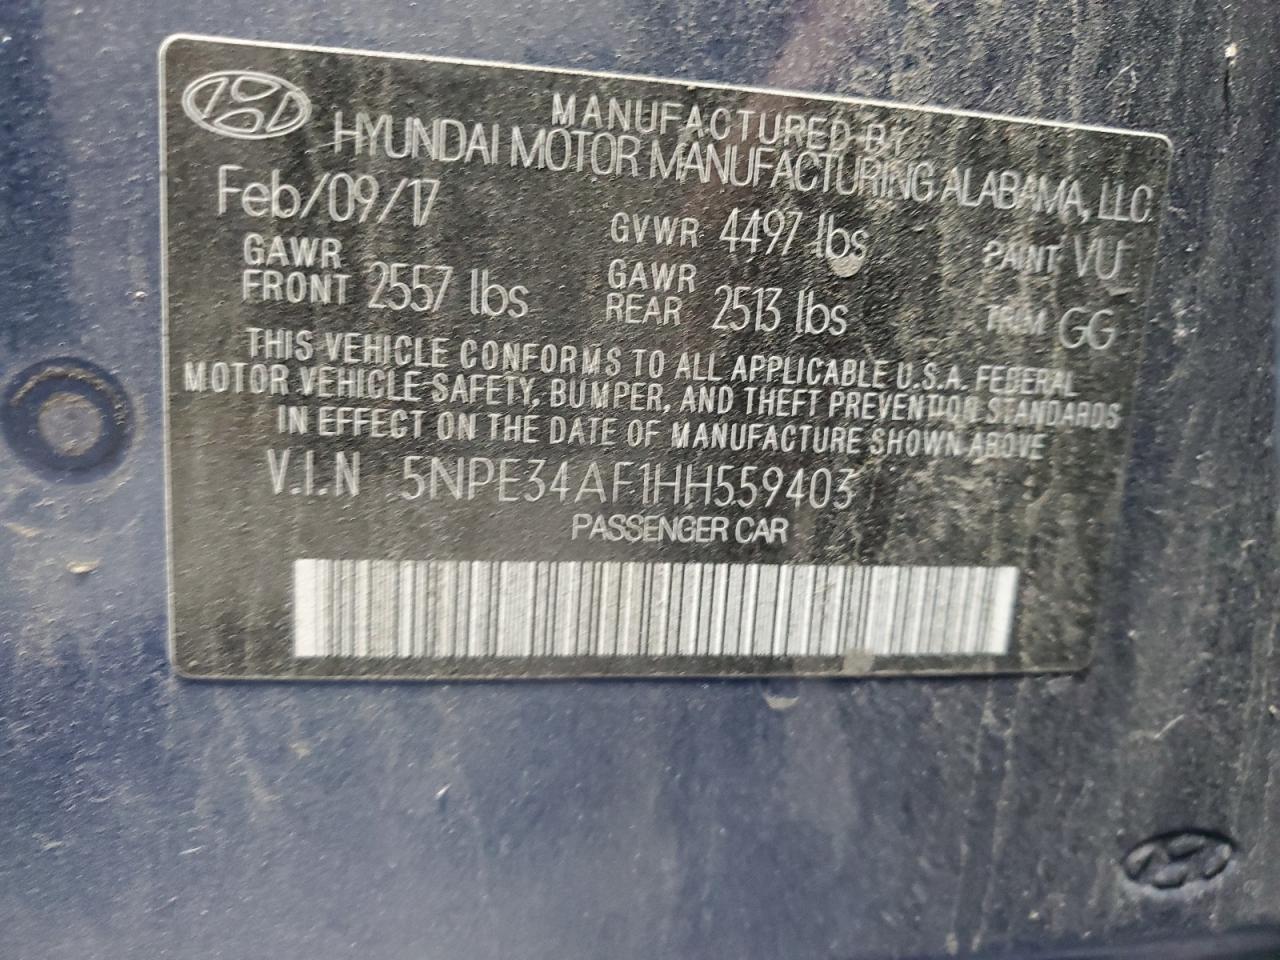 MANUFACTURED BY
HYUNDAI MOTOR MANUFACTURING ALABAMA, LLC.
Feb/09/17 GVWR 4497 lbs PAINT VU
GAWR FRONT 2557 lbs GAWR REAR 2513 lbs TRIM GG
THIS VEHICLE CONFORMS TO ALL APPLICABLE U.S.A. FEDERAL
MOTOR VEHICLE SAFETY, BUMPER, AND THEFT PREVENTION STANDARDS
IN EFFECT ON THE DATE OF MANUFACTURE SHOWN ABOVE
V.I.N 5NPE34AF1HH559403
PASSENGER CAR